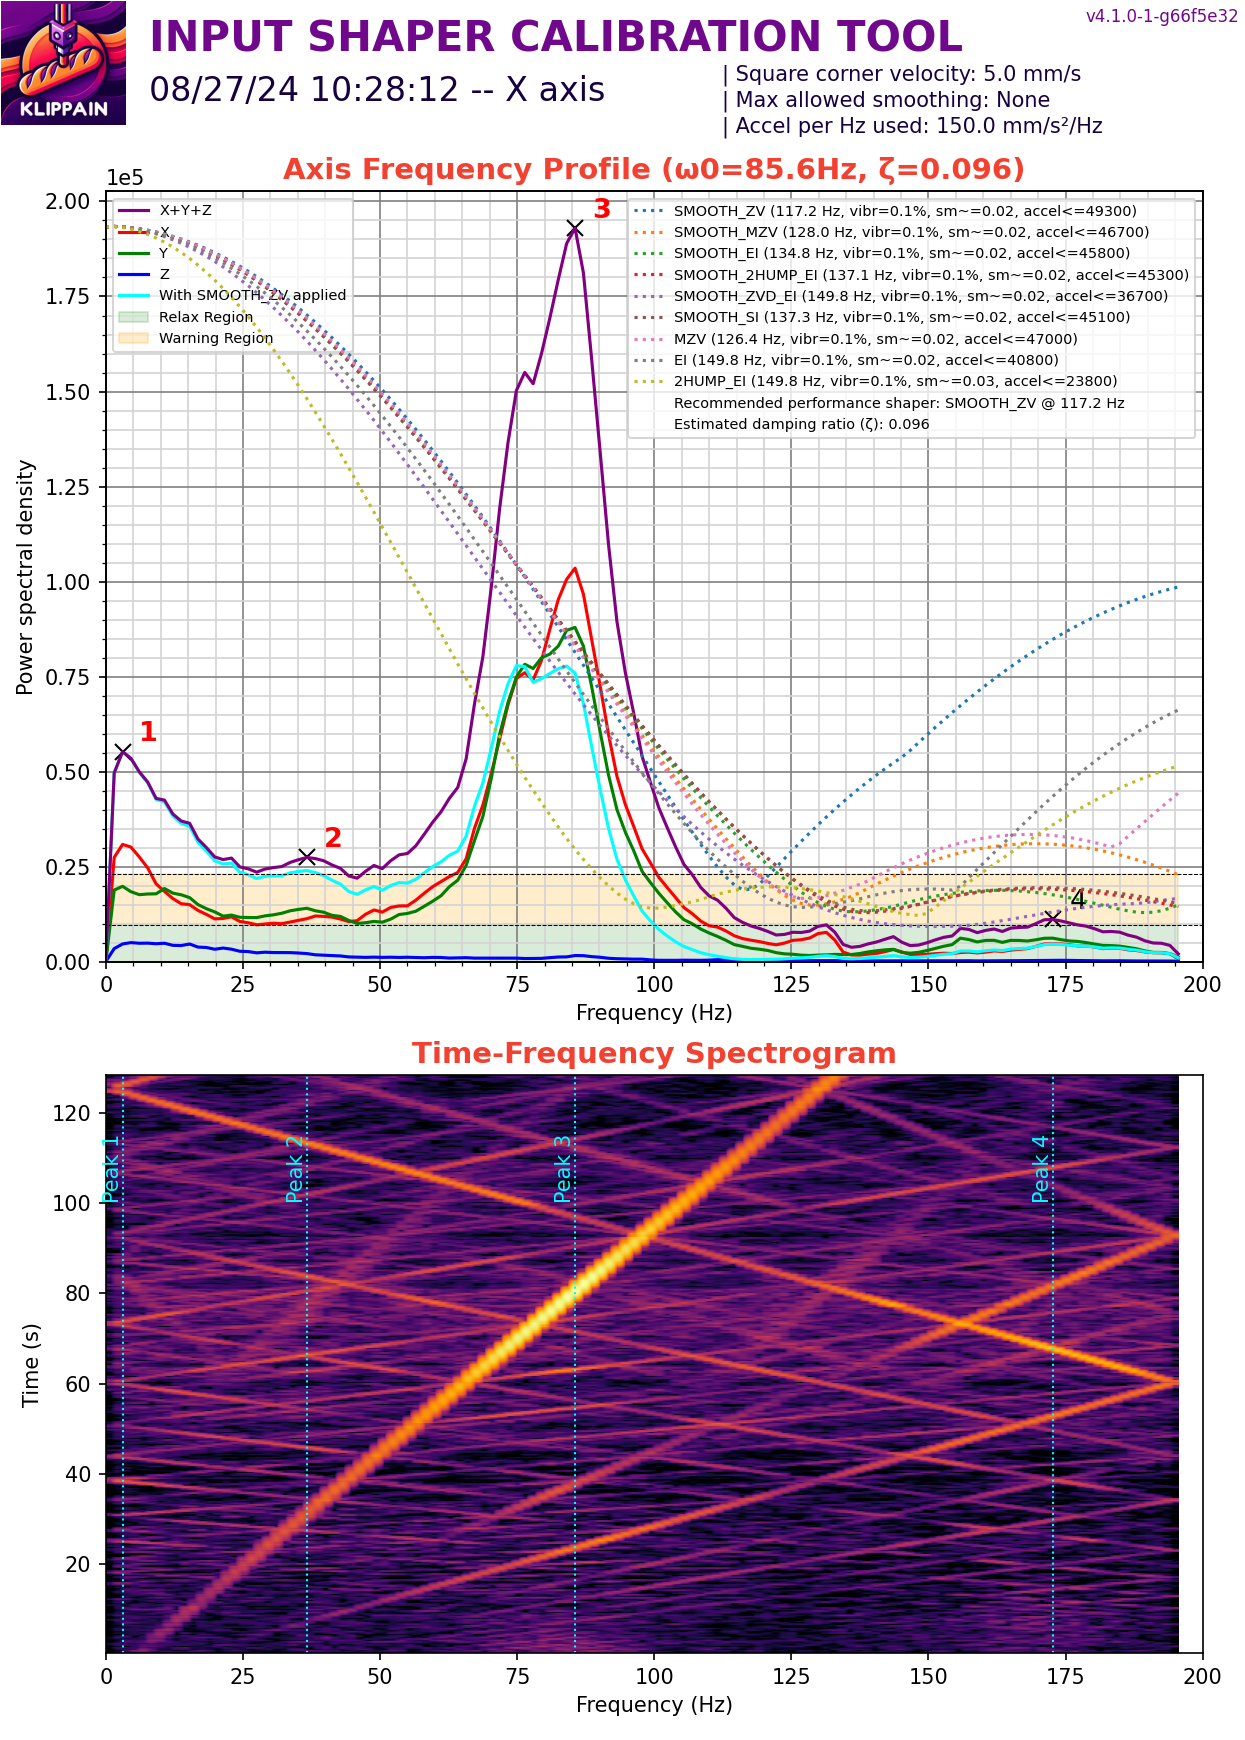 v4.1.0-1-g66f5e32
INPUT SHAPER CALIBRATION TOOL
KLIPPAIN
08/27/24 10:28:12 -- X axis
| Square corner velocity: 5.0 mm/s
| Max allowed smoothing: None
| Accel per Hz used: 150.0 mm/s²/Hz
Axis Frequency Profile (ω0=85.6Hz, ζ=0.096)
1e5
X+Y+Z
X
Y
Z
With SMOOTH_ZV applied
Relax Region
Warning Region
SMOOTH_ZV (117.2 Hz, vibr=0.1%, sm~=0.02, accel<=49300)
SMOOTH_MZV (128.0 Hz, vibr=0.1%, sm~=0.02, accel<=46700)
SMOOTH_EI (134.8 Hz, vibr=0.1%, sm~=0.02, accel<=45800)
SMOOTH_2HUMP_EI (137.1 Hz, vibr=0.1%, sm~=0.02, accel<=45300)
SMOOTH_ZVD_EI (149.8 Hz, vibr=0.1%, sm~=0.02, accel<=36700)
SMOOTH_SI (137.3 Hz, vibr=0.1%, sm~=0.02, accel<=45100)
MZV (126.4 Hz, vibr=0.1%, sm~=0.02, accel<=47000)
EI (149.8 Hz, vibr=0.1%, sm~=0.02, accel<=40800)
2HUMP_EI (149.8 Hz, vibr=0.1%, sm~=0.03, accel<=23800)
Recommended performance shaper: SMOOTH_ZV @ 117.2 Hz
Estimated damping ratio (ζ): 0.096
1
2
3
4
Power spectral density
2.00
1.75
1.50
1.25
1.00
0.75
0.50
0.25
0.00
0 25 50 75 100 125 150 175 200
Frequency (Hz)
Time-Frequency Spectrogram
Peak 1
Peak 2
Peak 3
Peak 4
Time (s)
120
100
80
60
40
20
0 25 50 75 100 125 150 175 200
Frequency (Hz)